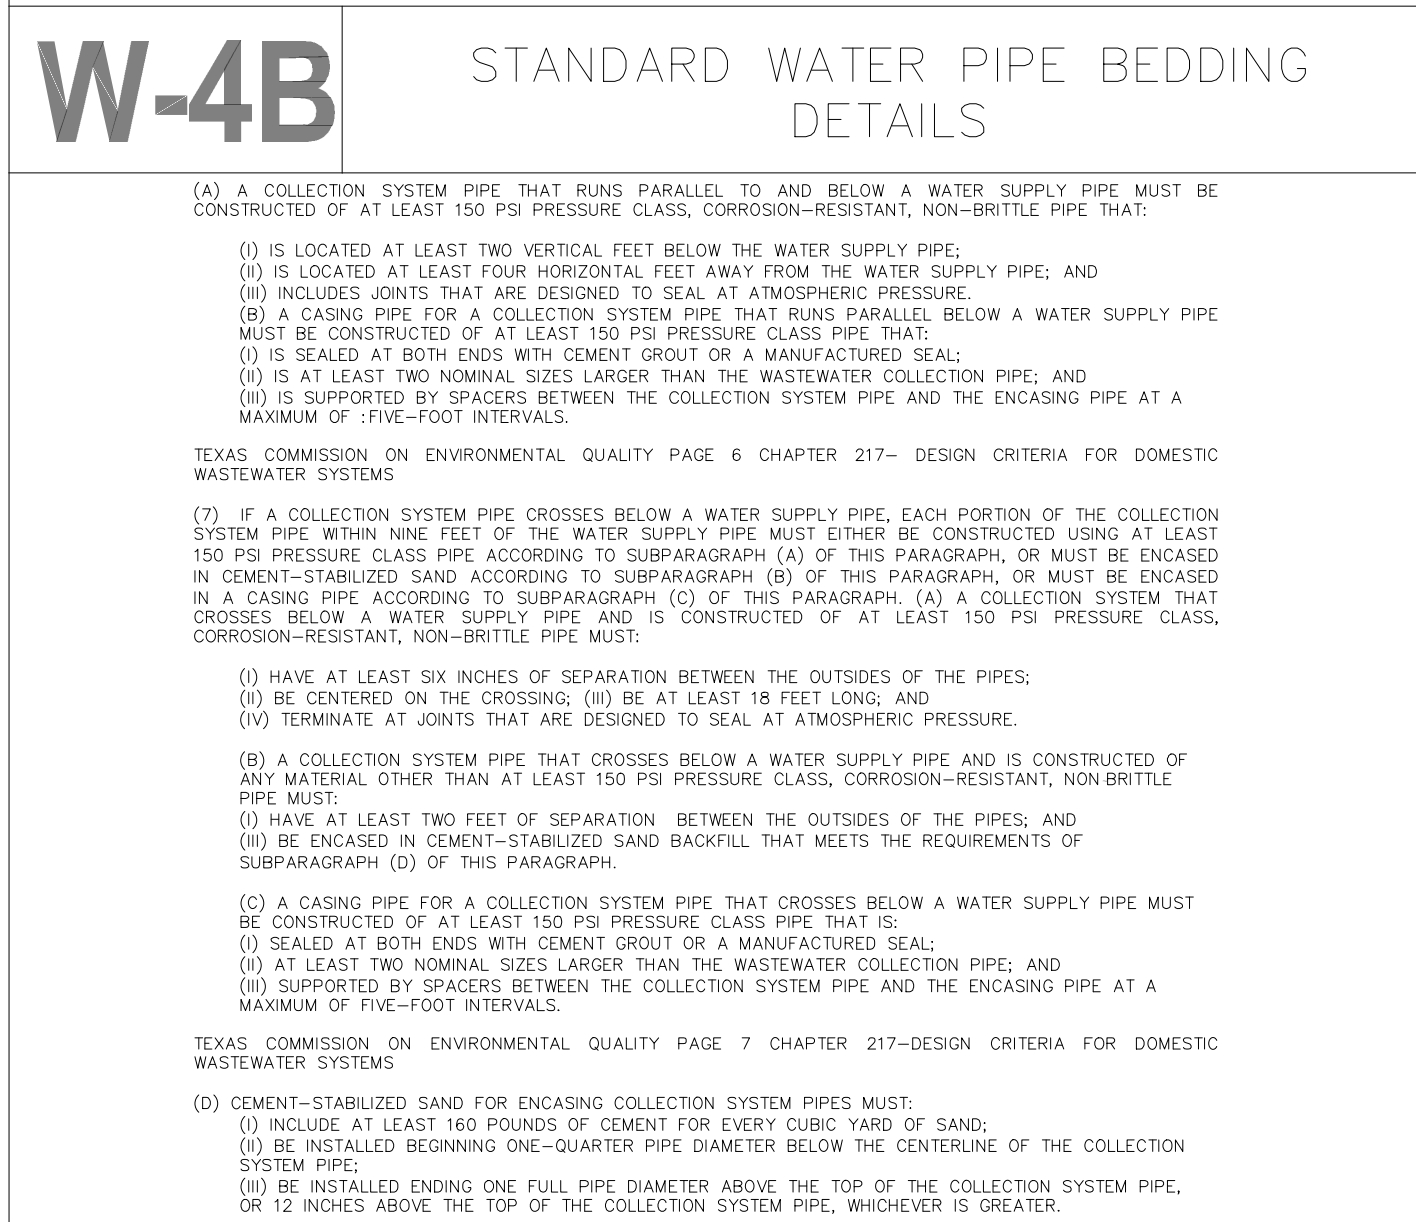 W-4B
STANDARD WATER PIPE BEDDING
DETAILS
(A) A COLLECTION SYSTEM PIPE THAT RUNS PARALLEL TO AND BELOW A WATER SUPPLY PIPE MUST BE
CONSTRUCTED OF AT LEAST 150 PSI PRESSURE CLASS, CORROSION–RESISTANT, NON–BRITTLE PIPE THAT:
(I) IS LOCATED AT LEAST TWO VERTICAL FEET BELOW THE WATER SUPPLY PIPE;
(II) IS LOCATED AT LEAST FOUR HORIZONTAL FEET AWAY FROM THE WATER SUPPLY PIPE; AND
(III) INCLUDES JOINTS THAT ARE DESIGNED TO SEAL AT ATMOSPHERIC PRESSURE.
(B) A CASING PIPE FOR A COLLECTION SYSTEM PIPE THAT RUNS PARALLEL BELOW A WATER SUPPLY PIPE
MUST BE CONSTRUCTED OF AT LEAST 150 PSI PRESSURE CLASS PIPE THAT:
(I) IS SEALED AT BOTH ENDS WITH CEMENT GROUT OR A MANUFACTURED SEAL;
(II) IS AT LEAST TWO NOMINAL SIZES LARGER THAN THE WASTEWATER COLLECTION PIPE; AND
(III) IS SUPPORTED BY SPACERS BETWEEN THE COLLECTION SYSTEM PIPE AND THE ENCASING PIPE AT A
MAXIMUM OF :FIVE–FOOT INTERVALS.
TEXAS COMMISSION ON ENVIRONMENTAL QUALITY PAGE 6 CHAPTER 217– DESIGN CRITERIA FOR DOMESTIC
WASTEWATER SYSTEMS
(7) IF A COLLECTION SYSTEM PIPE CROSSES BELOW A WATER SUPPLY PIPE, EACH PORTION OF THE COLLECTION
SYSTEM PIPE WITHIN NINE FEET OF THE WATER SUPPLY PIPE MUST EITHER BE CONSTRUCTED USING AT LEAST
150 PSI PRESSURE CLASS PIPE ACCORDING TO SUBPARAGRAPH (A) OF THIS PARAGRAPH, OR MUST BE ENCASED
IN CEMENT–STABILIZED SAND ACCORDING TO SUBPARAGRAPH (B) OF THIS PARAGRAPH, OR MUST BE ENCASED
IN A CASING PIPE ACCORDING TO SUBPARAGRAPH (C) OF THIS PARAGRAPH. (A) A COLLECTION SYSTEM THAT
CROSSES BELOW A WATER SUPPLY PIPE AND IS CONSTRUCTED OF AT LEAST 150 PSI PRESSURE CLASS,
CORROSION–RESISTANT, NON–BRITTLE PIPE MUST:
(I) HAVE AT LEAST SIX INCHES OF SEPARATION BETWEEN THE OUTSIDES OF THE PIPES;
(II) BE CENTERED ON THE CROSSING; (III) BE AT LEAST 18 FEET LONG; AND
(IV) TERMINATE AT JOINTS THAT ARE DESIGNED TO SEAL AT ATMOSPHERIC PRESSURE.
(B) A COLLECTION SYSTEM PIPE THAT CROSSES BELOW A WATER SUPPLY PIPE AND IS CONSTRUCTED OF
ANY MATERIAL OTHER THAN AT LEAST 150 PSI PRESSURE CLASS, CORROSION–RESISTANT, NON-BRITTLE
PIPE MUST:
(I) HAVE AT LEAST TWO FEET OF SEPARATION BETWEEN THE OUTSIDES OF THE PIPES; AND
(III) BE ENCASED IN CEMENT–STABILIZED SAND BACKFILL THAT MEETS THE REQUIREMENTS OF
SUBPARAGRAPH (D) OF THIS PARAGRAPH.
(C) A CASING PIPE FOR A COLLECTION SYSTEM PIPE THAT CROSSES BELOW A WATER SUPPLY PIPE MUST
BE CONSTRUCTED OF AT LEAST 150 PSI PRESSURE CLASS PIPE THAT IS:
(I) SEALED AT BOTH ENDS WITH CEMENT GROUT OR A MANUFACTURED SEAL;
(II) AT LEAST TWO NOMINAL SIZES LARGER THAN THE WASTEWATER COLLECTION PIPE; AND
(III) SUPPORTED BY SPACERS BETWEEN THE COLLECTION SYSTEM PIPE AND THE ENCASING PIPE AT A
MAXIMUM OF FIVE–FOOT INTERVALS.
TEXAS COMMISSION ON ENVIRONMENTAL QUALITY PAGE 7 CHAPTER 217–DESIGN CRITERIA FOR DOMESTIC
WASTEWATER SYSTEMS
(D) CEMENT–STABILIZED SAND FOR ENCASING COLLECTION SYSTEM PIPES MUST:
(I) INCLUDE AT LEAST 160 POUNDS OF CEMENT FOR EVERY CUBIC YARD OF SAND;
(II) BE INSTALLED BEGINNING ONE–QUARTER PIPE DIAMETER BELOW THE CENTERLINE OF THE COLLECTION
SYSTEM PIPE;
(III) BE INSTALLED ENDING ONE FULL PIPE DIAMETER ABOVE THE TOP OF THE COLLECTION SYSTEM PIPE,
OR 12 INCHES ABOVE THE TOP OF THE COLLECTION SYSTEM PIPE, WHICHEVER IS GREATER.